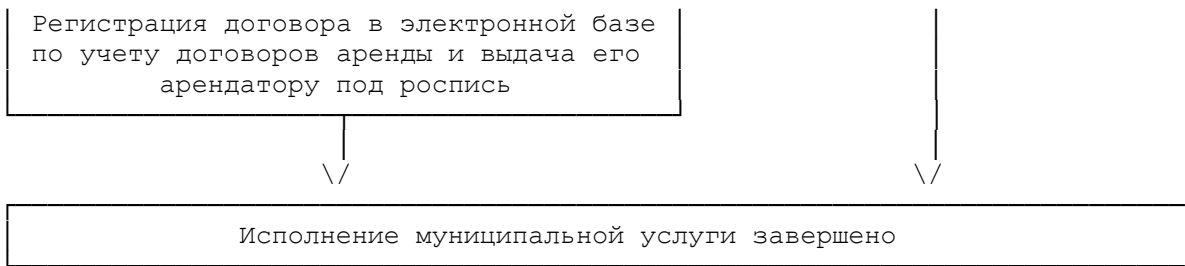 Регистрация договора в электронной базе
по учету договоров аренды и выдача его
арендатору под роспись
\/ \/
Исполнение муниципальной услуги завершено